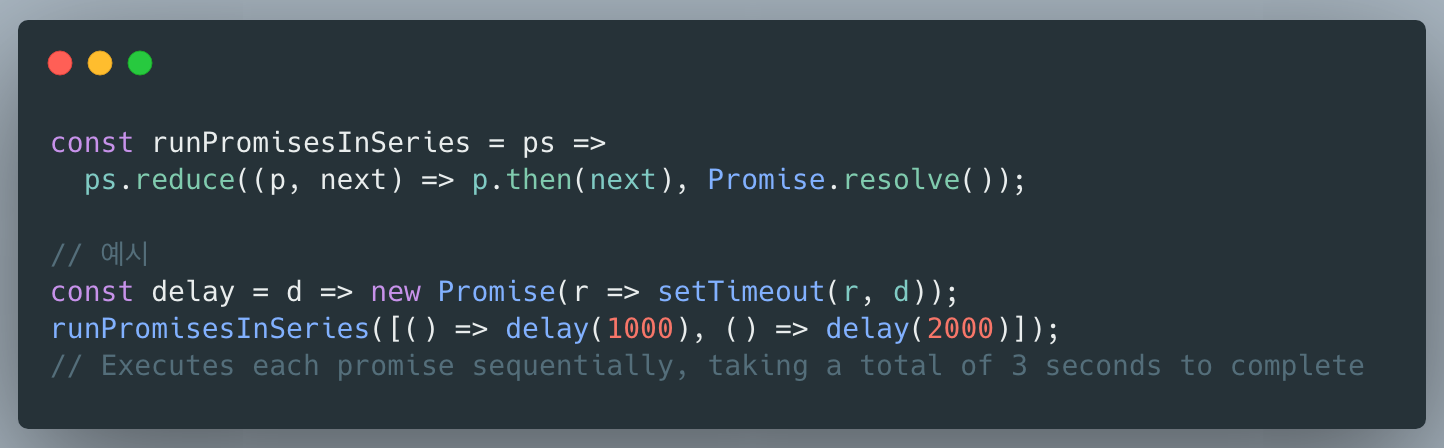 const runPromisesInSeries = ps =>
  ps.reduce((p, next) => p.then(next), Promise.resolve());

// 예시
const delay = d => new Promise(r => setTimeout(r, d));
runPromisesInSeries([() => delay(1000), () => delay(2000)]);
// Executes each promise sequentially, taking a total of 3 seconds to complete